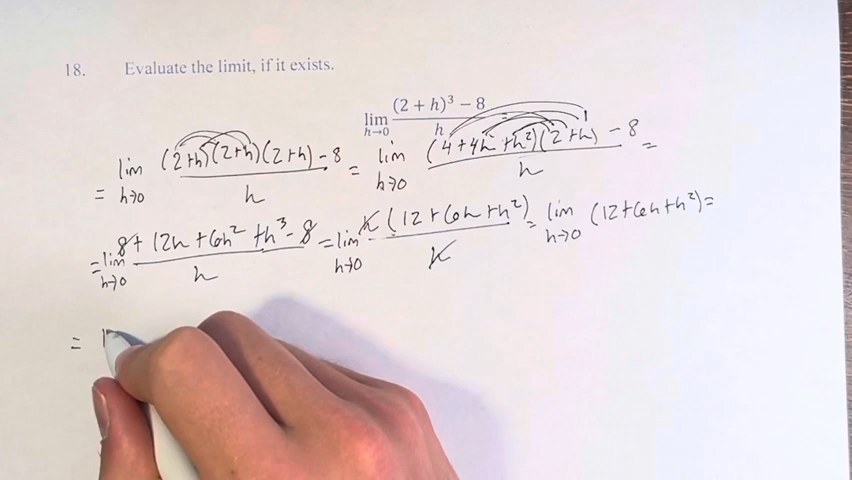 18. Evaluate the limit, if it exists.
lim h→0 (2 + h)³ − 8 / h
= lim h→0 (2+h)(2+h)(2+h) - 8 / h = lim h→0 (4+4h+h²)(2+h) - 8 / h =
= lim h→0 8+12h+6h²+h³-8 / h = lim h→0 h(12+6h+h²) / h = lim h→0 (12+6h+h²) =
=